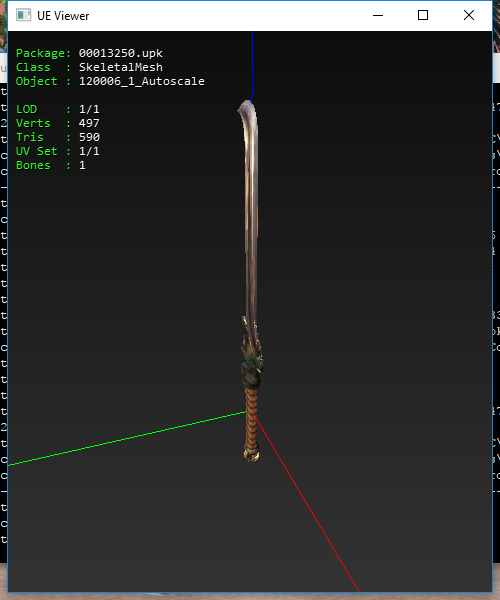 UE Viewer
Package: 00013250.upk
Class : SkeletalMesh
Object : 120006_1_Autoscale
LOD : 1/1
Verts : 497
Tris : 590
UV Set : 1/1
Bones : 1